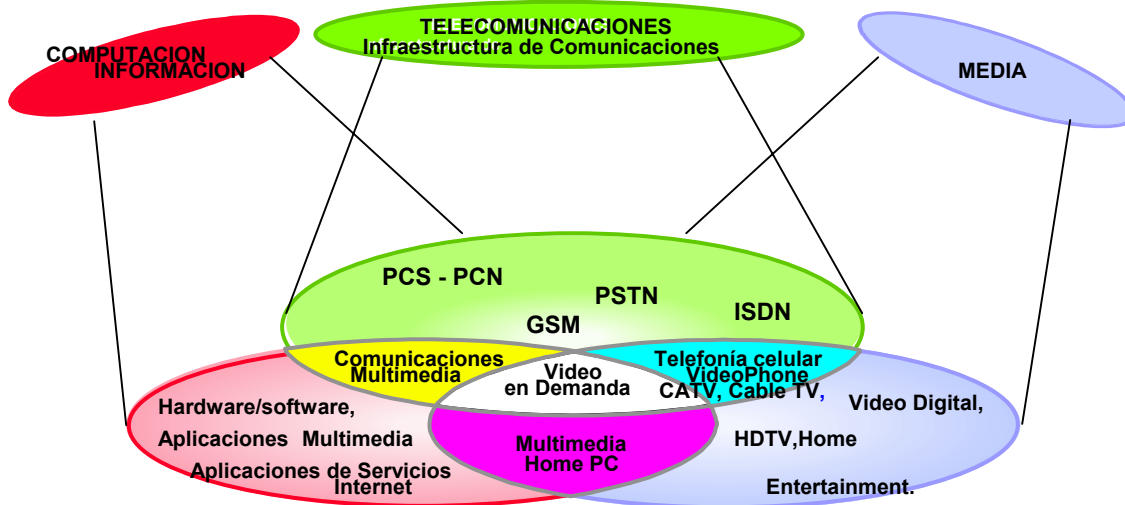 TELECOMUNICACIONES
Infraestructura de Comunicaciones
COMPUTACION
INFORMACION
MEDIA
PCS - PCN
PSTN
ISDN
GSM
Comunicaciones
Multimedia
Video
en Demanda
Telefonía celular
VideoPhone
CATV, Cable TV,
Hardware/software,
Aplicaciones Multimedia
Aplicaciones de Servicios
Internet
Multimedia
Home PC
Video Digital,
HDTV,Home
Entertainment.